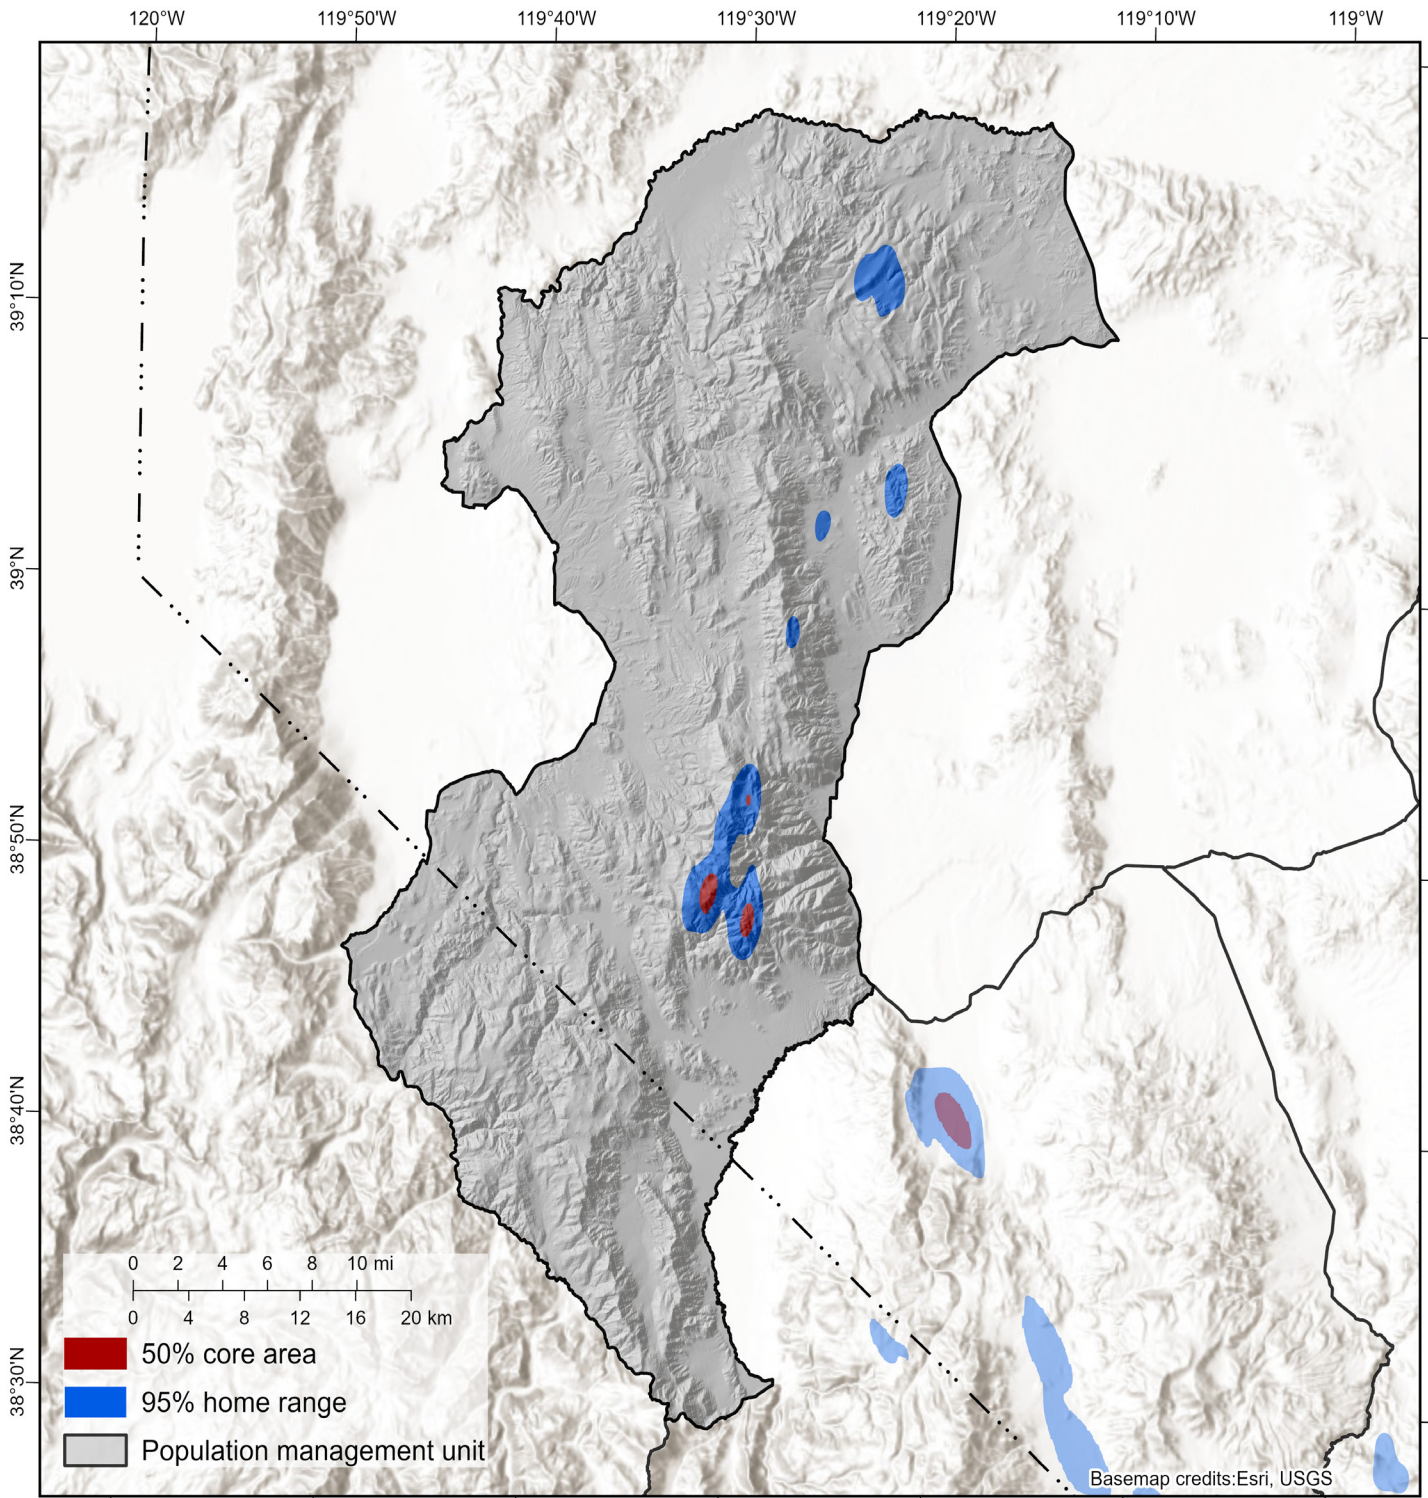 120°W 119°50'W 119°40'W 119°30'W 119°20'W 119°10'W 119°W
39°10'N
39°N
38°50'N
38°40'N
38°30'N
0 2 4 6 8 10 mi
0 4 8 12 16 20 km
50% core area
95% home range
Population management unit
Basemap credits:Esri, USGS